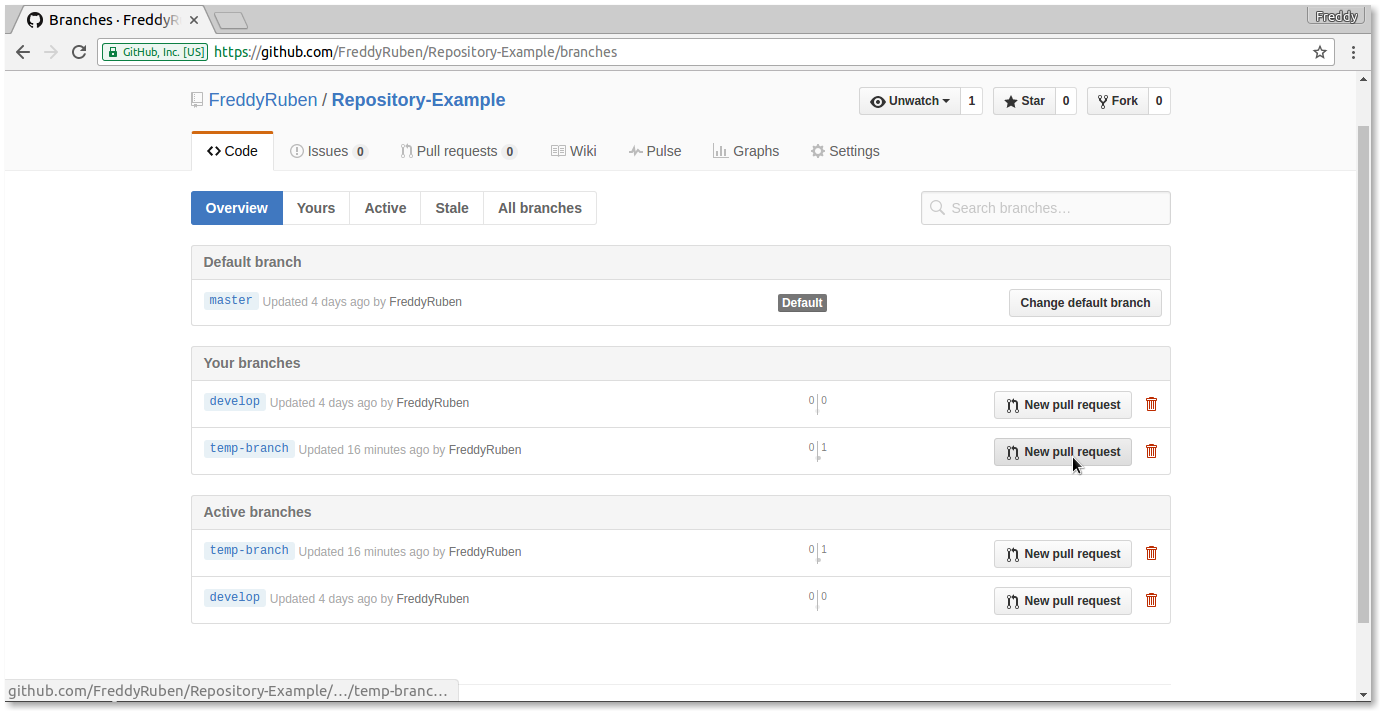 Branches · FreddyR
Freddy
GitHub, Inc. [US] https://github.com/FreddyRuben/Repository-Example/branches
FreddyRuben / Repository-Example
Unwatch 1 Star 0 Fork 0
Code Issues 0 Pull requests 0 Wiki Pulse Graphs Settings
Overview Yours Active Stale All branches Search branches…
Default branch
master Updated 4 days ago by FreddyRuben Default Change default branch
Your branches
develop Updated 4 days ago by FreddyRuben 0 0 New pull request
temp-branch Updated 16 minutes ago by FreddyRuben 0 1 New pull request
Active branches
temp-branch Updated 16 minutes ago by FreddyRuben 0 1 New pull request
develop Updated 4 days ago by FreddyRuben 0 0 New pull request
github.com/FreddyRuben/Repository-Example/…/temp-branc…